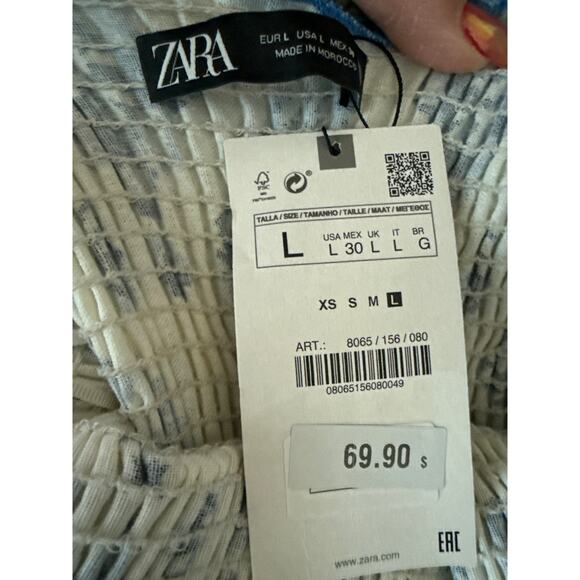 ZARA
EUR L USA L MEX
MADE IN MOROCCO
FSC
TALLA / SIZE / TAMANHO / TAILLE / MAAT / ΜΕΓΕΘΟΣ
L
USA MEX UK IT BR
L 30 L L G
XS S M L
ART.: 8065 / 156 / 080
08065156080049
69.90 $
www.zara.com
EAC